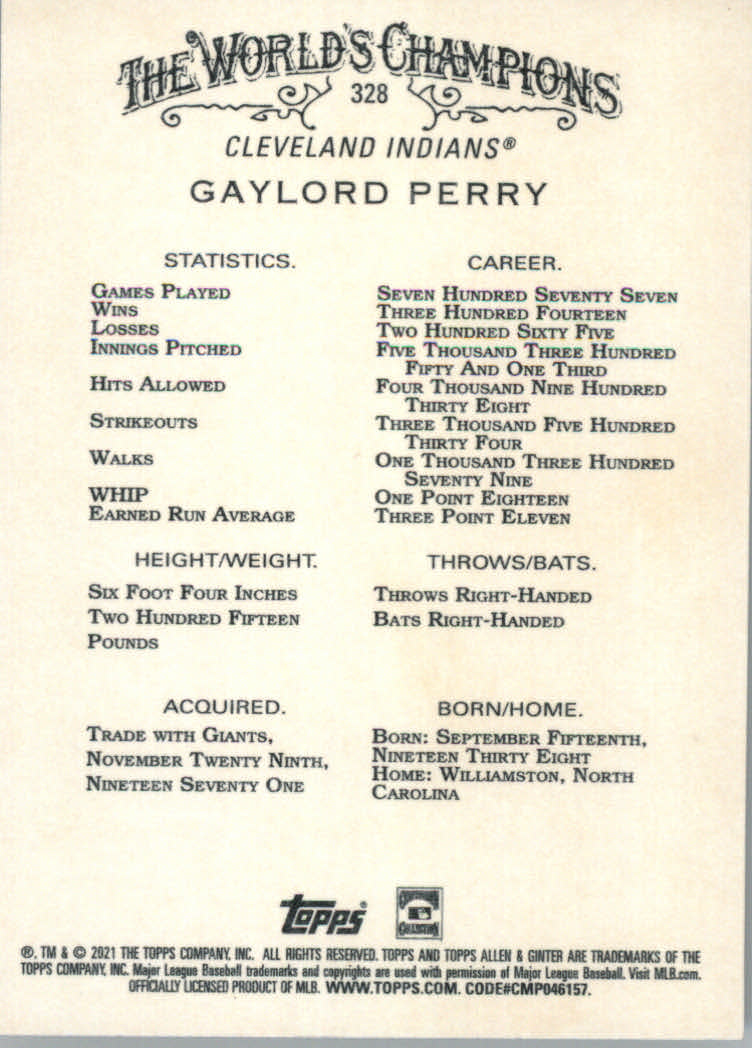 THE WORLD'S CHAMPIONS
328
CLEVELAND INDIANS®
GAYLORD PERRY
STATISTICS. CAREER.
GAMES PLAYED SEVEN HUNDRED SEVENTY SEVEN
WINS THREE HUNDRED FOURTEEN
LOSSES TWO HUNDRED SIXTY FIVE
INNINGS PITCHED FIVE THOUSAND THREE HUNDRED
FIFTY AND ONE THIRD
HITS ALLOWED FOUR THOUSAND NINE HUNDRED
THIRTY EIGHT
STRIKEOUTS THREE THOUSAND FIVE HUNDRED
THIRTY FOUR
WALKS ONE THOUSAND THREE HUNDRED
SEVENTY NINE
WHIP ONE POINT EIGHTEEN
EARNED RUN AVERAGE THREE POINT ELEVEN
HEIGHT/WEIGHT.
SIX FOOT FOUR INCHES
TWO HUNDRED FIFTEEN
POUNDS
THROWS/BATS.
THROWS RIGHT-HANDED
BATS RIGHT-HANDED
ACQUIRED.
TRADE WITH GIANTS,
NOVEMBER TWENTY NINTH,
NINETEEN SEVENTY ONE
BORN/HOME.
BORN: SEPTEMBER FIFTEENTH,
NINETEEN THIRTY EIGHT
HOME: WILLIAMSTON, NORTH
CAROLINA
topps®
®, TM & © 2021 THE TOPPS COMPANY, INC. ALL RIGHTS RESERVED. TOPPS AND TOPPS ALLEN & GINTER ARE TRADEMARKS OF THE
TOPPS COMPANY, INC. Major League Baseball trademarks and copyrights are used with permission of Major League Baseball. Visit MLB.com.
OFFICIALLY LICENSED PRODUCT OF MLB. WWW.TOPPS.COM. CODE#CMP046157.